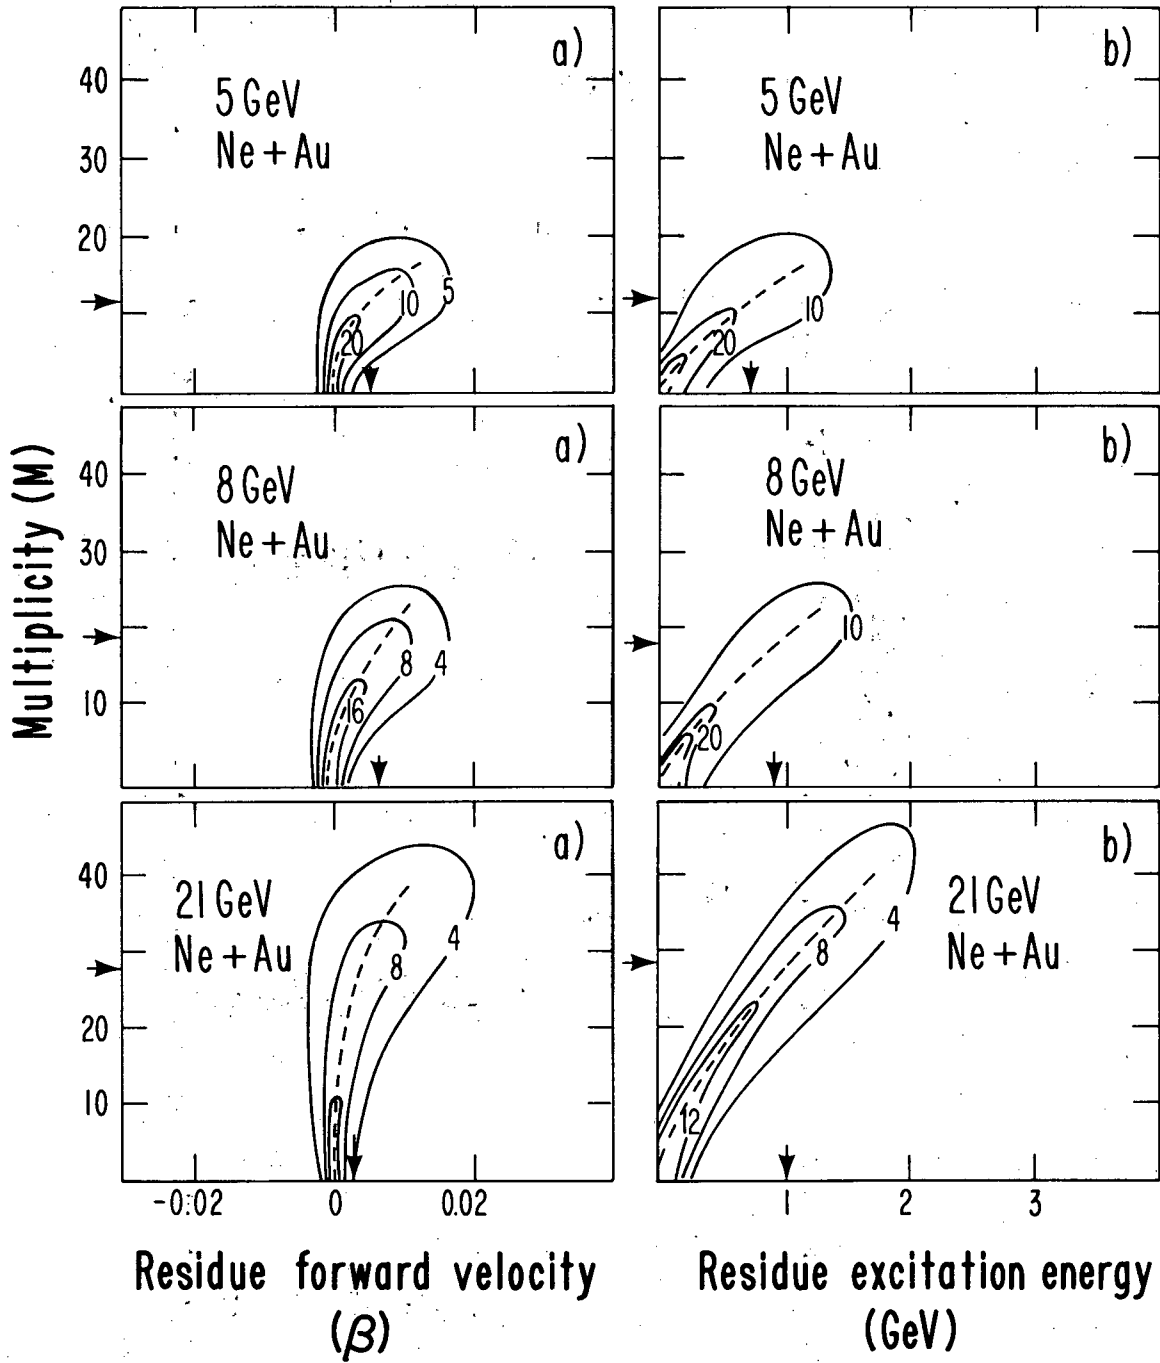 a)
5 GeV
Ne + Au
40
30
20
5
10
20
b)
5 GeV
Ne + Au
10
20
a)
8 GeV
Ne + Au
40
30
10
4
8
16
b)
8 GeV
Ne + Au
10
20
a)
21 GeV
Ne + Au
40
20
10
4
8
b)
21 GeV
Ne + Au
4
8
12
Multiplicity (M)
-0.02 0 0.02
1 2 3
Residue forward velocity
(β)
Residue excitation energy
(GeV)